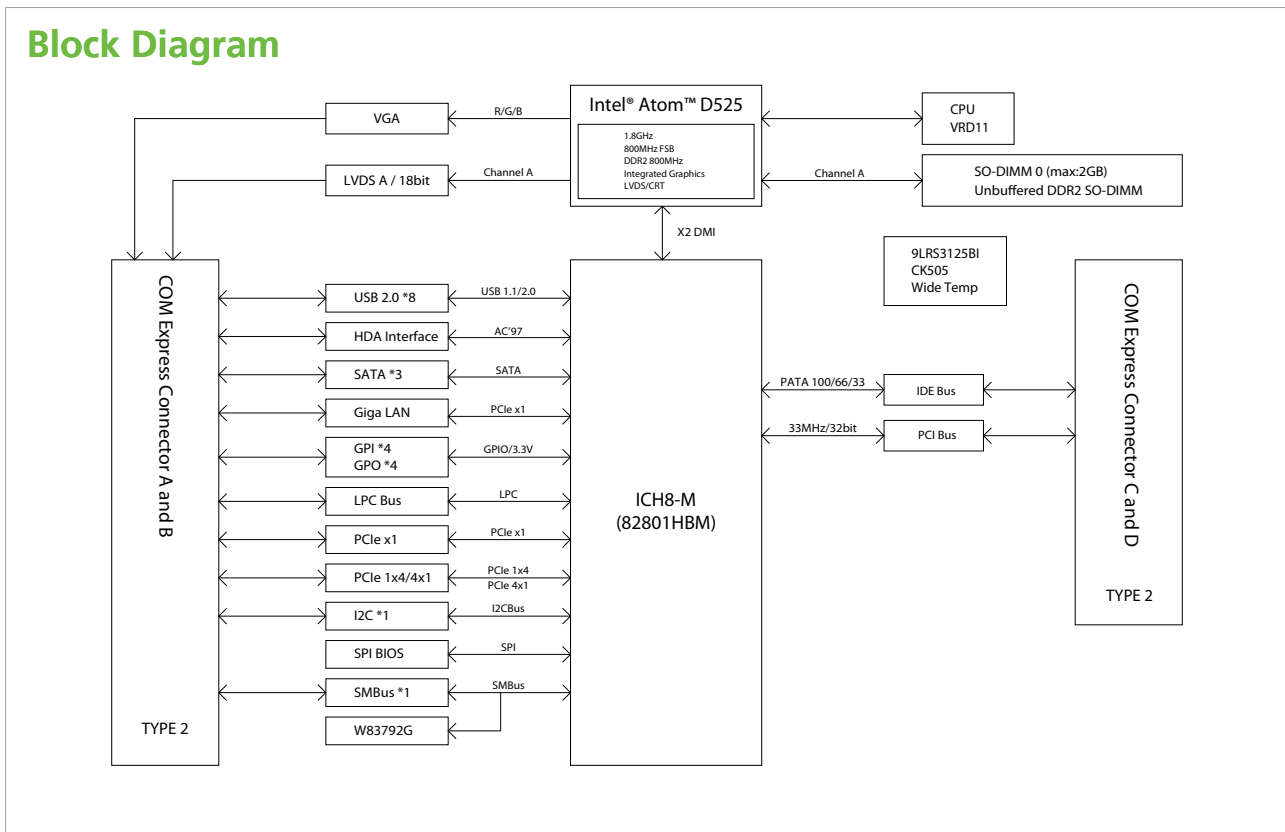 Block Diagram
Intel® Atom™ D525
1.8GHz
800MHz FSB
DDR2 800MHz
Integrated Graphics
LVDS/CRT
VGA
R/G/B
LVDS A / 18bit
Channel A
CPU
VRD11
Channel A
SO-DIMM 0 (max:2GB)
Unbuffered DDR2 SO-DIMM
X2 DMI
9LRS3125BI
CK505
Wide Temp
COM Express Connector A and B
TYPE 2
USB 2.0 *8
USB 1.1/2.0
HDA Interface
AC'97
SATA *3
SATA
Giga LAN
PCIe x1
GPI *4
GPO *4
GPIO/3.3V
LPC Bus
LPC
PCIe x1
PCIe x1
PCIe 1x4/4x1
PCIe 1x4
PCIe 4x1
I2C *1
I2CBus
SPI BIOS
SPI
SMBus *1
SMBus
W83792G
ICH8-M
(82801HBM)
PATA 100/66/33
IDE Bus
33MHz/32bit
PCI Bus
COM Express Connector C and D
TYPE 2